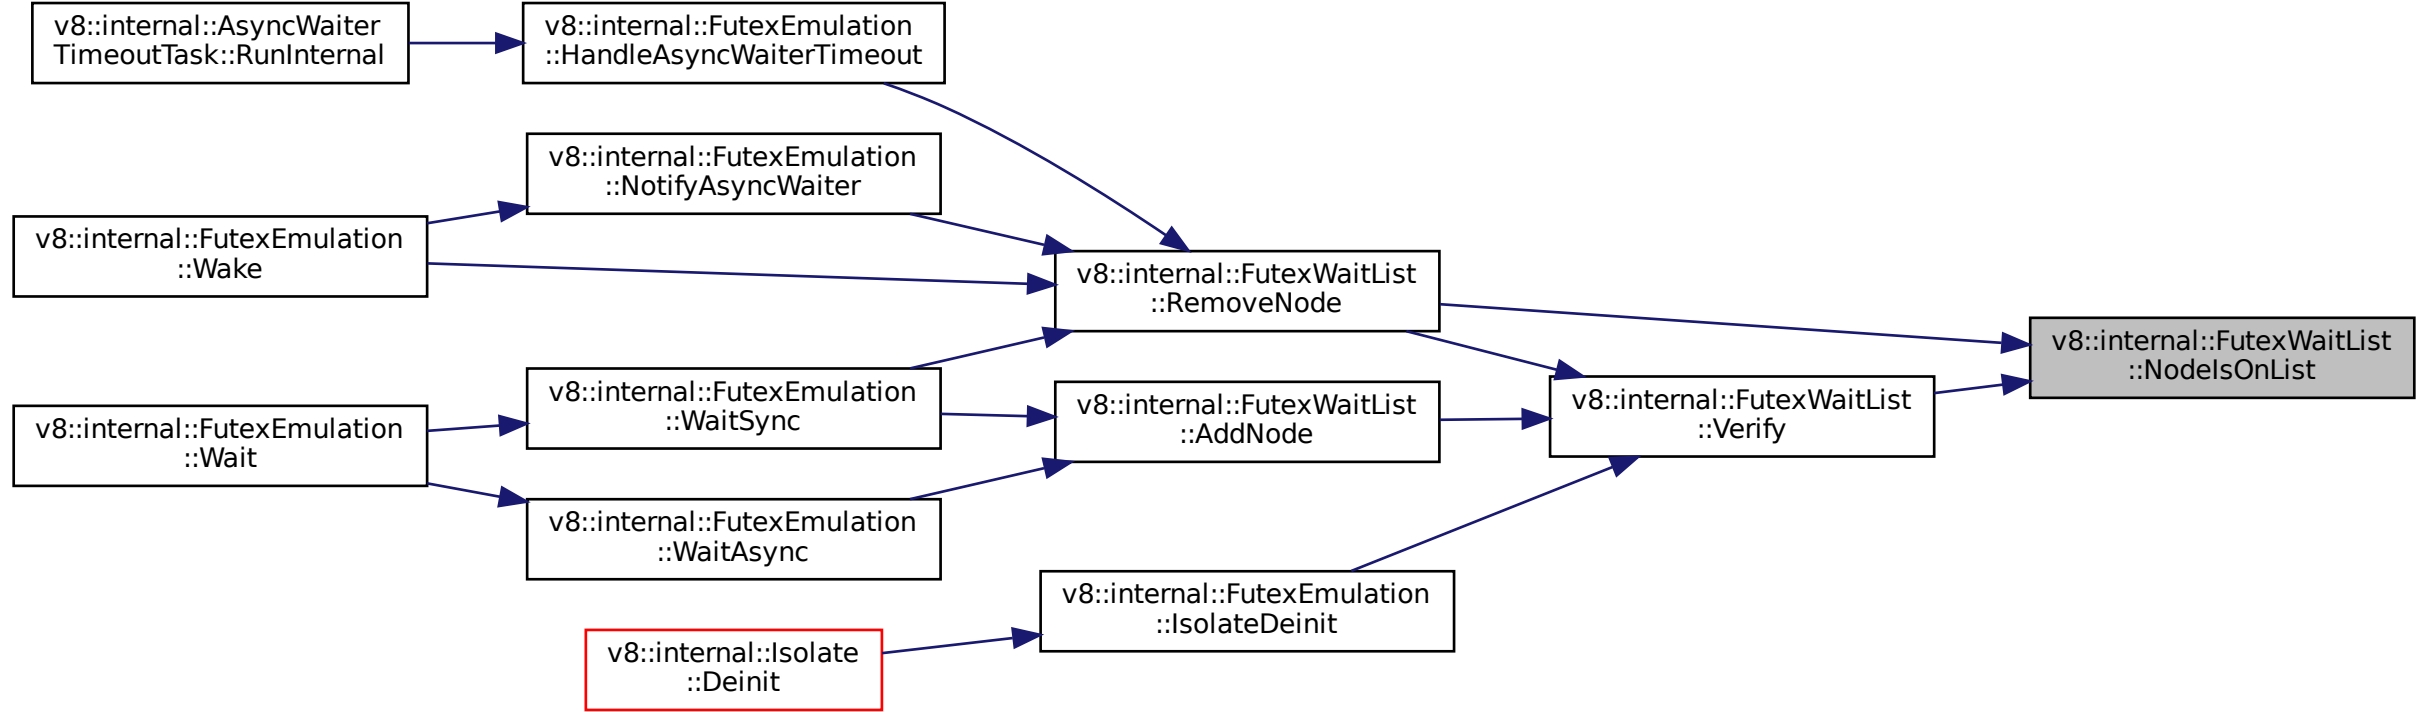 v8::internal::AsyncWaiter
TimeoutTask::RunInternal
v8::internal::FutexEmulation
::HandleAsyncWaiterTimeout
v8::internal::FutexEmulation
::NotifyAsyncWaiter
v8::internal::FutexEmulation
::Wake
v8::internal::FutexWaitList
::RemoveNode
v8::internal::FutexWaitList
::NodeIsOnList
v8::internal::FutexEmulation
::WaitSync
v8::internal::FutexWaitList
::AddNode
v8::internal::FutexWaitList
::Verify
v8::internal::FutexEmulation
::Wait
v8::internal::FutexEmulation
::WaitAsync
v8::internal::FutexEmulation
::IsolateDeinit
v8::internal::Isolate
::Deinit